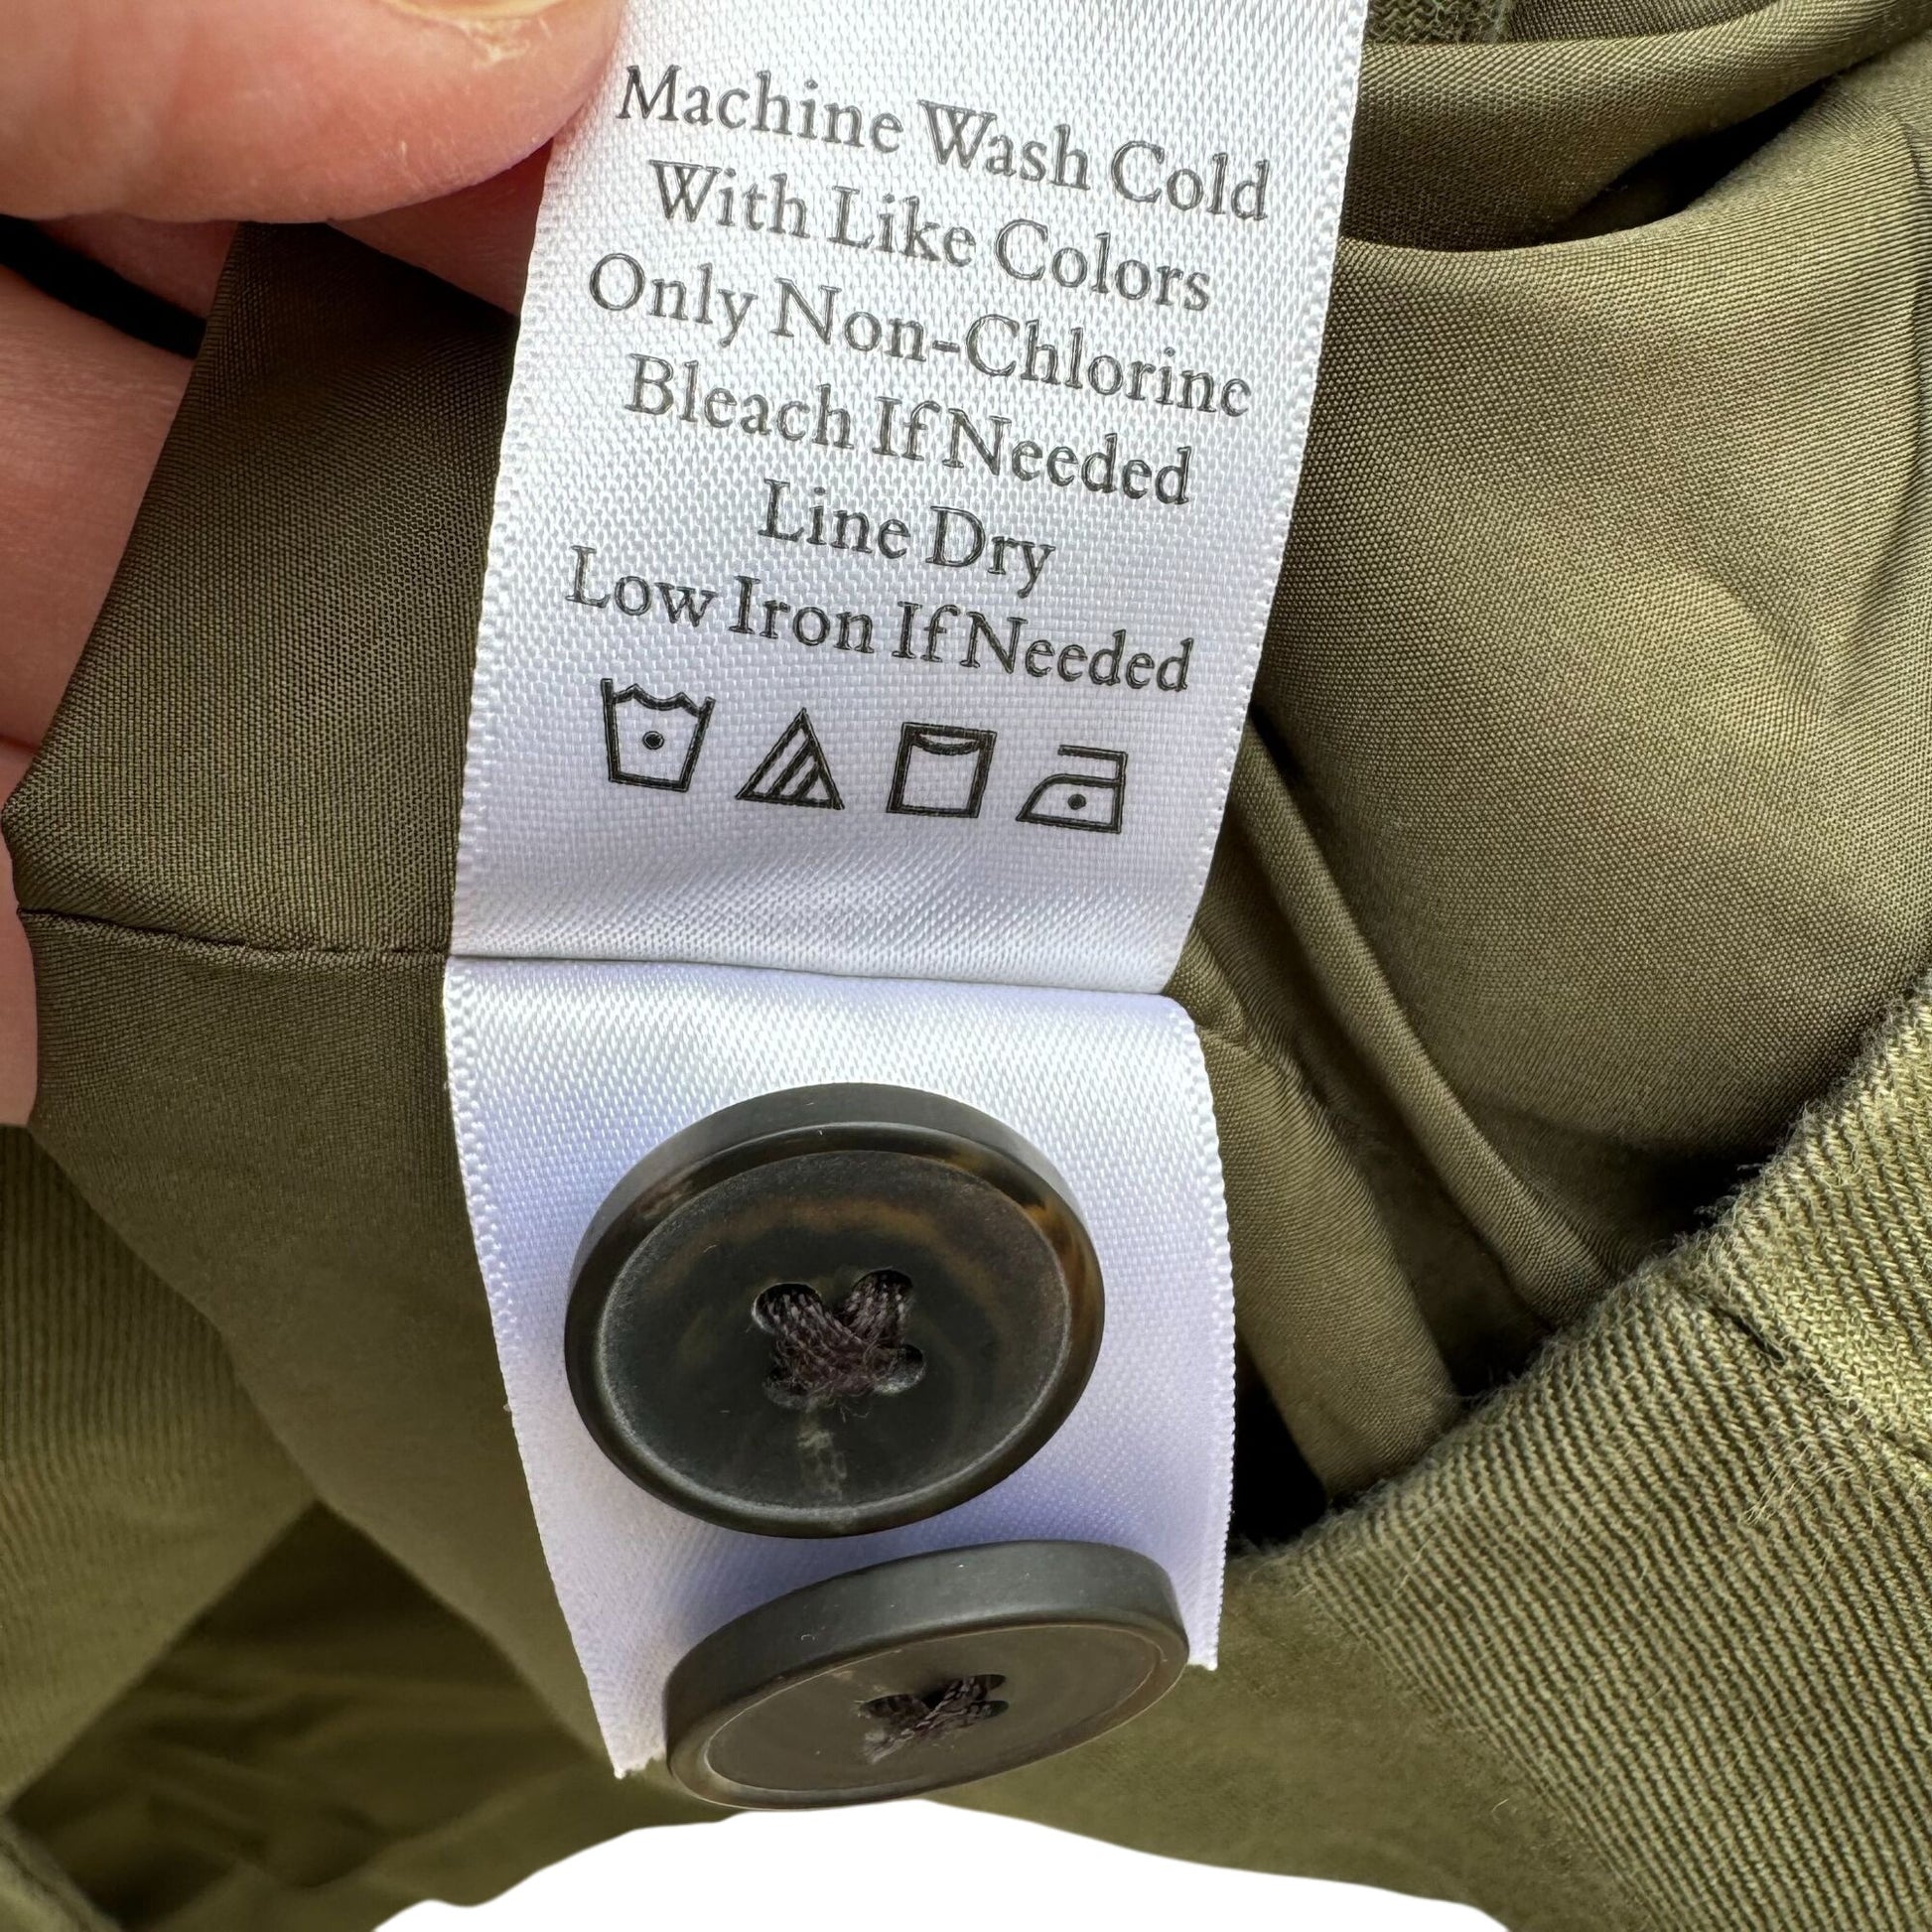 Machine Wash Cold
With Like Colors
Only Non-Chlorine
Bleach If Needed
Line Dry
Low Iron If Needed